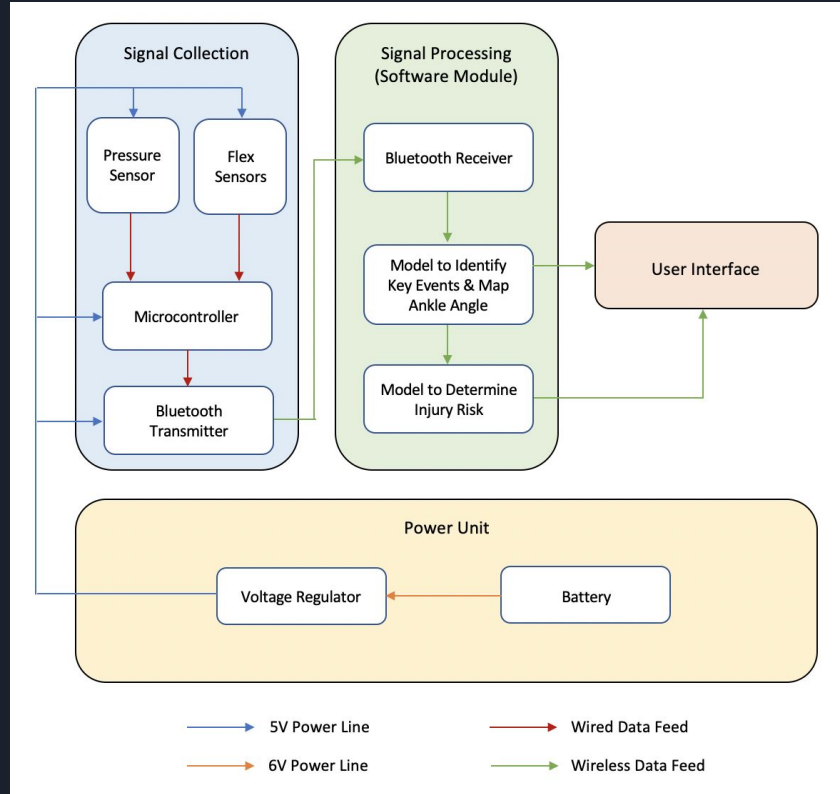 Signal Collection
Pressure
Sensor
Flex
Sensors
Microcontroller
Bluetooth
Transmitter
Signal Processing
(Software Module)
Bluetooth Receiver
Model to Identify
Key Events & Map
Ankle Angle
Model to Determine
Injury Risk
User Interface
Power Unit
Voltage Regulator
Battery
5V Power Line
Wired Data Feed
6V Power Line
Wireless Data Feed